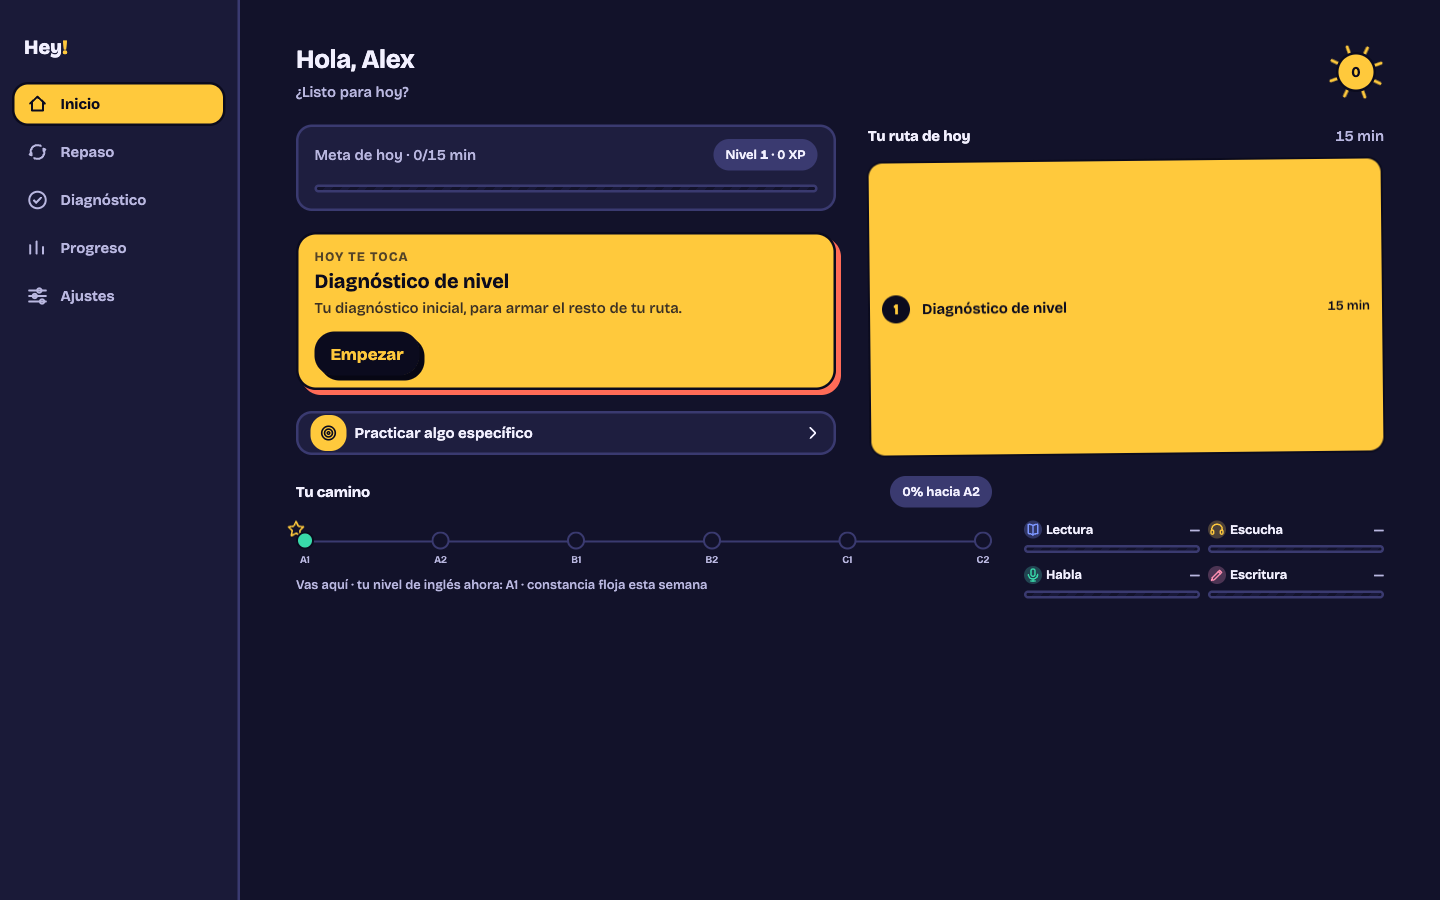 Hey!
Inicio
Repaso
Diagnóstico
Progreso
Ajustes
Hola, Alex
¿Listo para hoy?
0
Meta de hoy · 0/15 min
Nivel 1 · 0 XP
HOY TE TOCA
Diagnóstico de nivel
Tu diagnóstico inicial, para armar el resto de tu ruta.
Empezar
Practicar algo específico
Tu ruta de hoy
15 min
1
Diagnóstico de nivel
15 min
Tu camino
0% hacia A2
A1
A2
B1
B2
C1
C2
Vas aquí · tu nivel de inglés ahora: A1 · constancia floja esta semana
Lectura –
Escucha –
Habla –
Escritura –